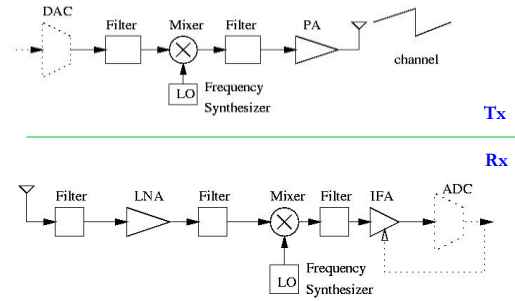 DAC
Filter
Mixer
Filter
PA
LO
Frequency
Synthesizer
channel
Tx
Rx
Filter
LNA
Filter
Mixer
Filter
IFA
ADC
LO
Frequency
Synthesizer